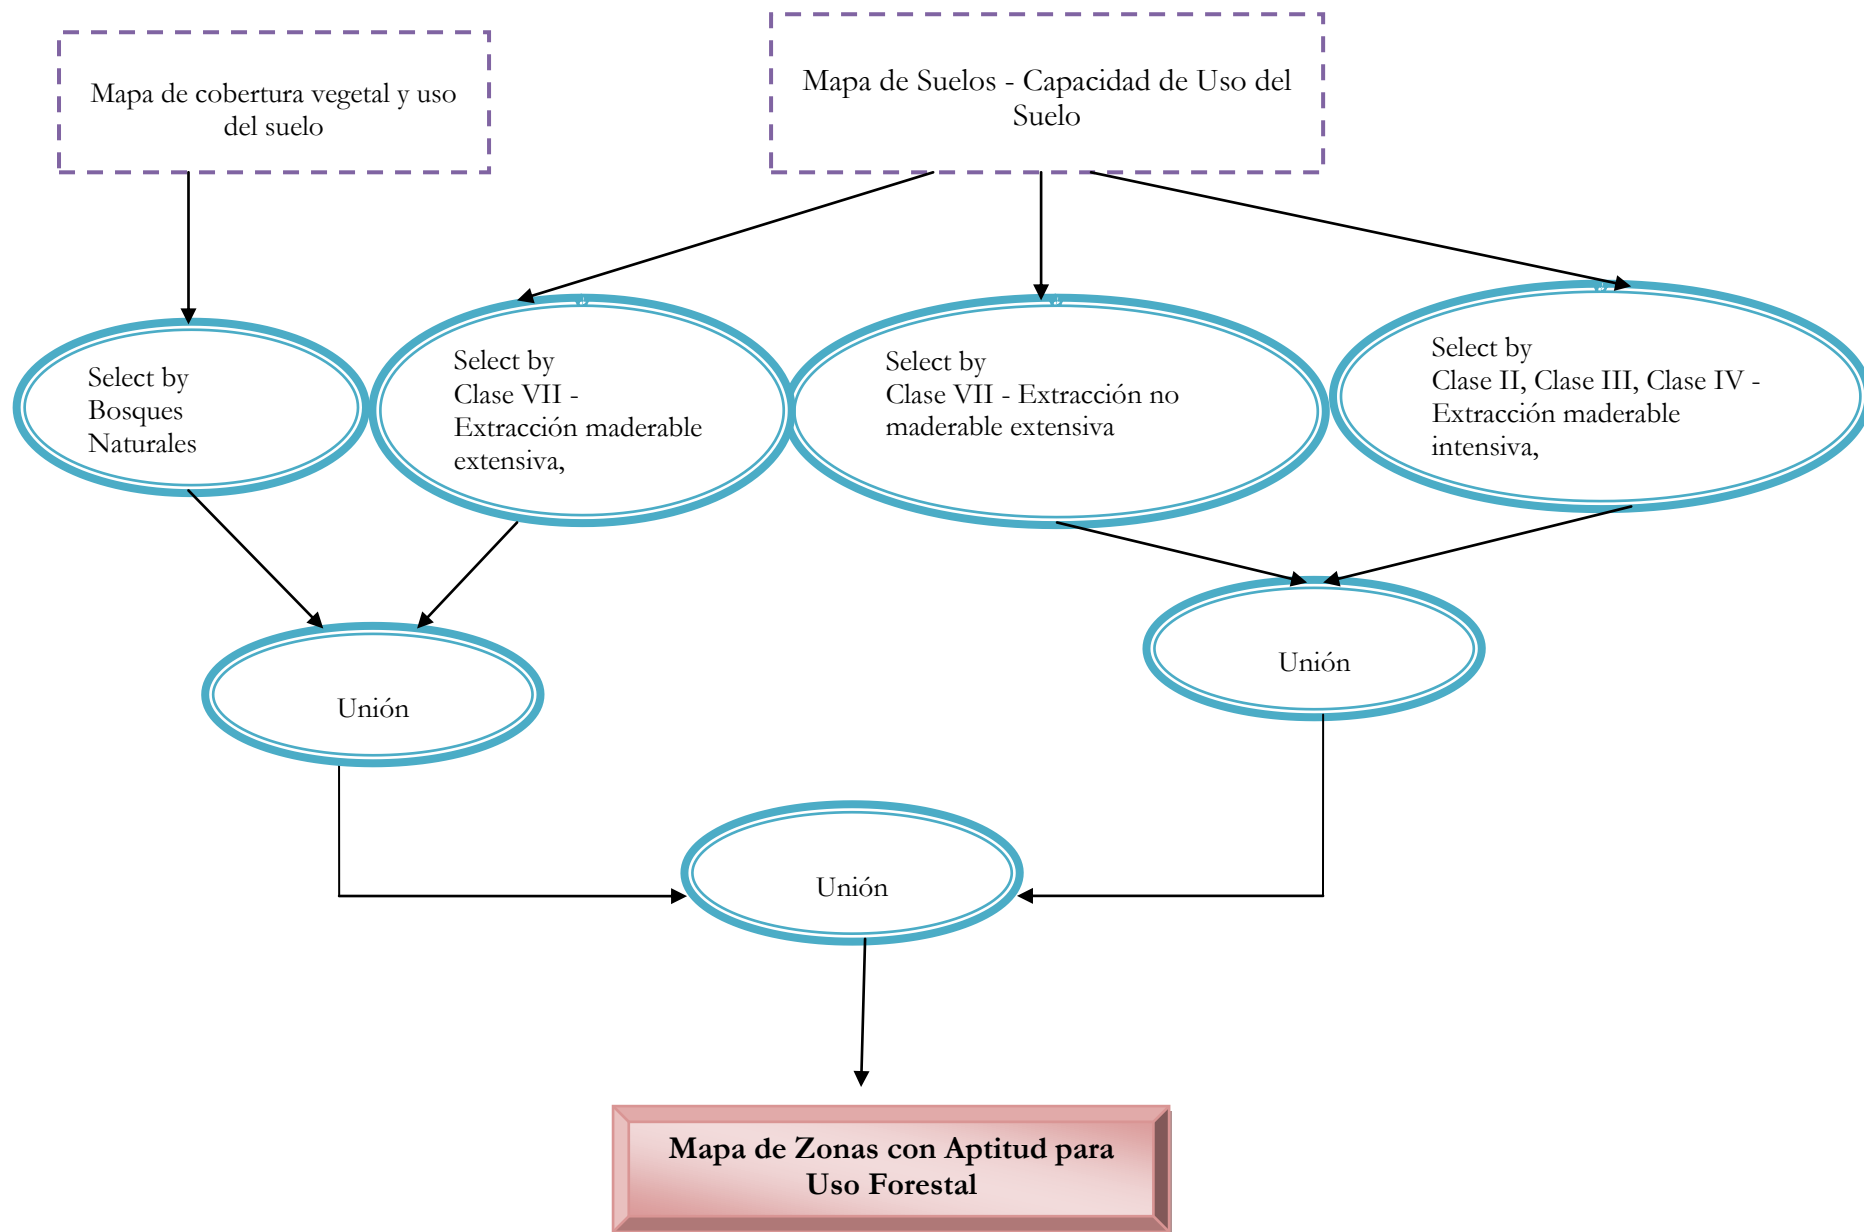 Mapa de cobertura vegetal y uso
del suelo
Mapa de Suelos - Capacidad de Uso del
Suelo
Select by
Bosques
Naturales
Select by
Clase VII -
Extracción maderable
extensiva,
Select by
Clase VII - Extracción no
maderable extensiva
Select by
Clase II, Clase III, Clase IV -
Extracción maderable
intensiva,
Unión
Unión
Unión
Mapa de Zonas con Aptitud para
Uso Forestal